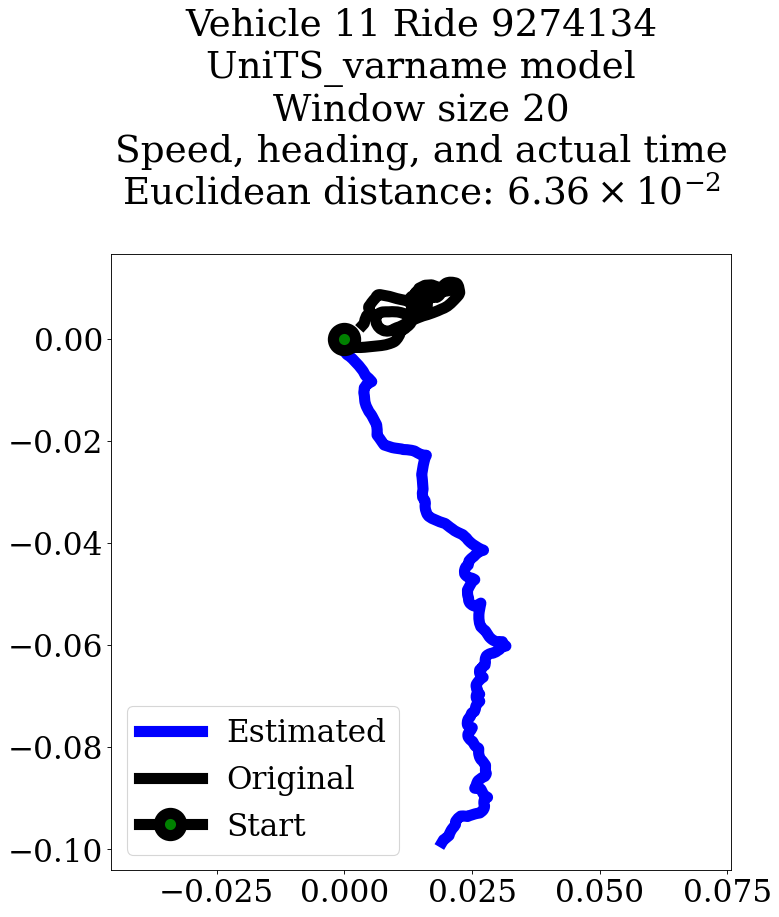 Vehicle 11 Ride 9274134
UniTS_varname model
Window size 20
Speed, heading, and actual time
Euclidean distance: 6.36 × 10⁻²
0.00
−0.02
−0.04
−0.06
−0.08
−0.10
Estimated
Original
Start
−0.025 0.000 0.025 0.050 0.075